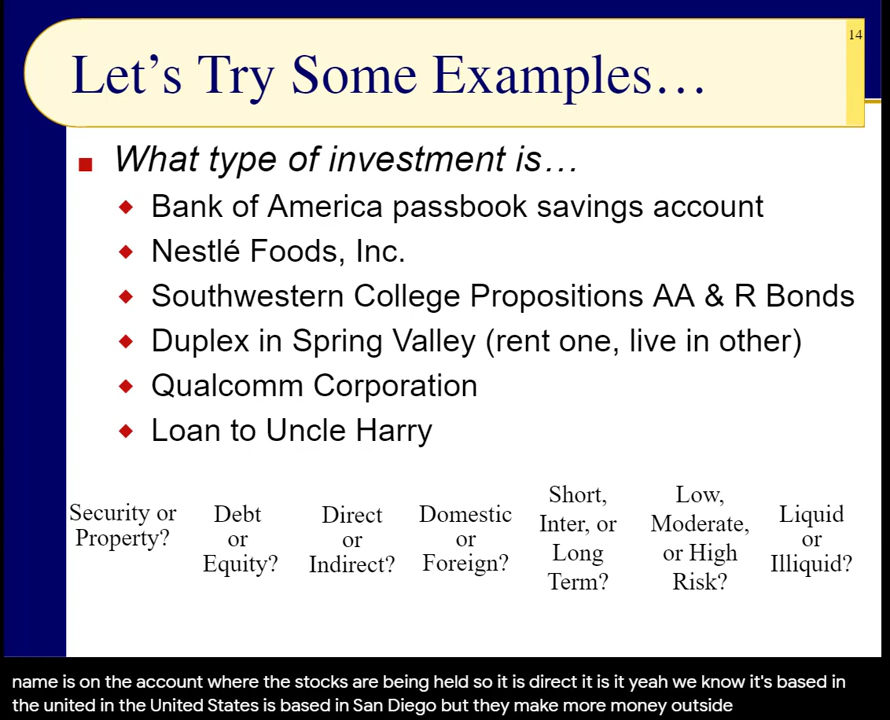 14
Let's Try Some Examples…
What type of investment is…
Bank of America passbook savings account
Nestlé Foods, Inc.
Southwestern College Propositions AA & R Bonds
Duplex in Spring Valley (rent one, live in other)
Qualcomm Corporation
Loan to Uncle Harry
Security or
Property?
Debt
or
Equity?
Direct
or
Indirect?
Domestic
or
Foreign?
Short,
Inter, or
Long
Term?
Low,
Moderate,
or High
Risk?
Liquid
or
Illiquid?
name is on the account where the stocks are being held so it is direct it is it yeah we know it's based in
the united in the United States is based in San Diego but they make more money outside